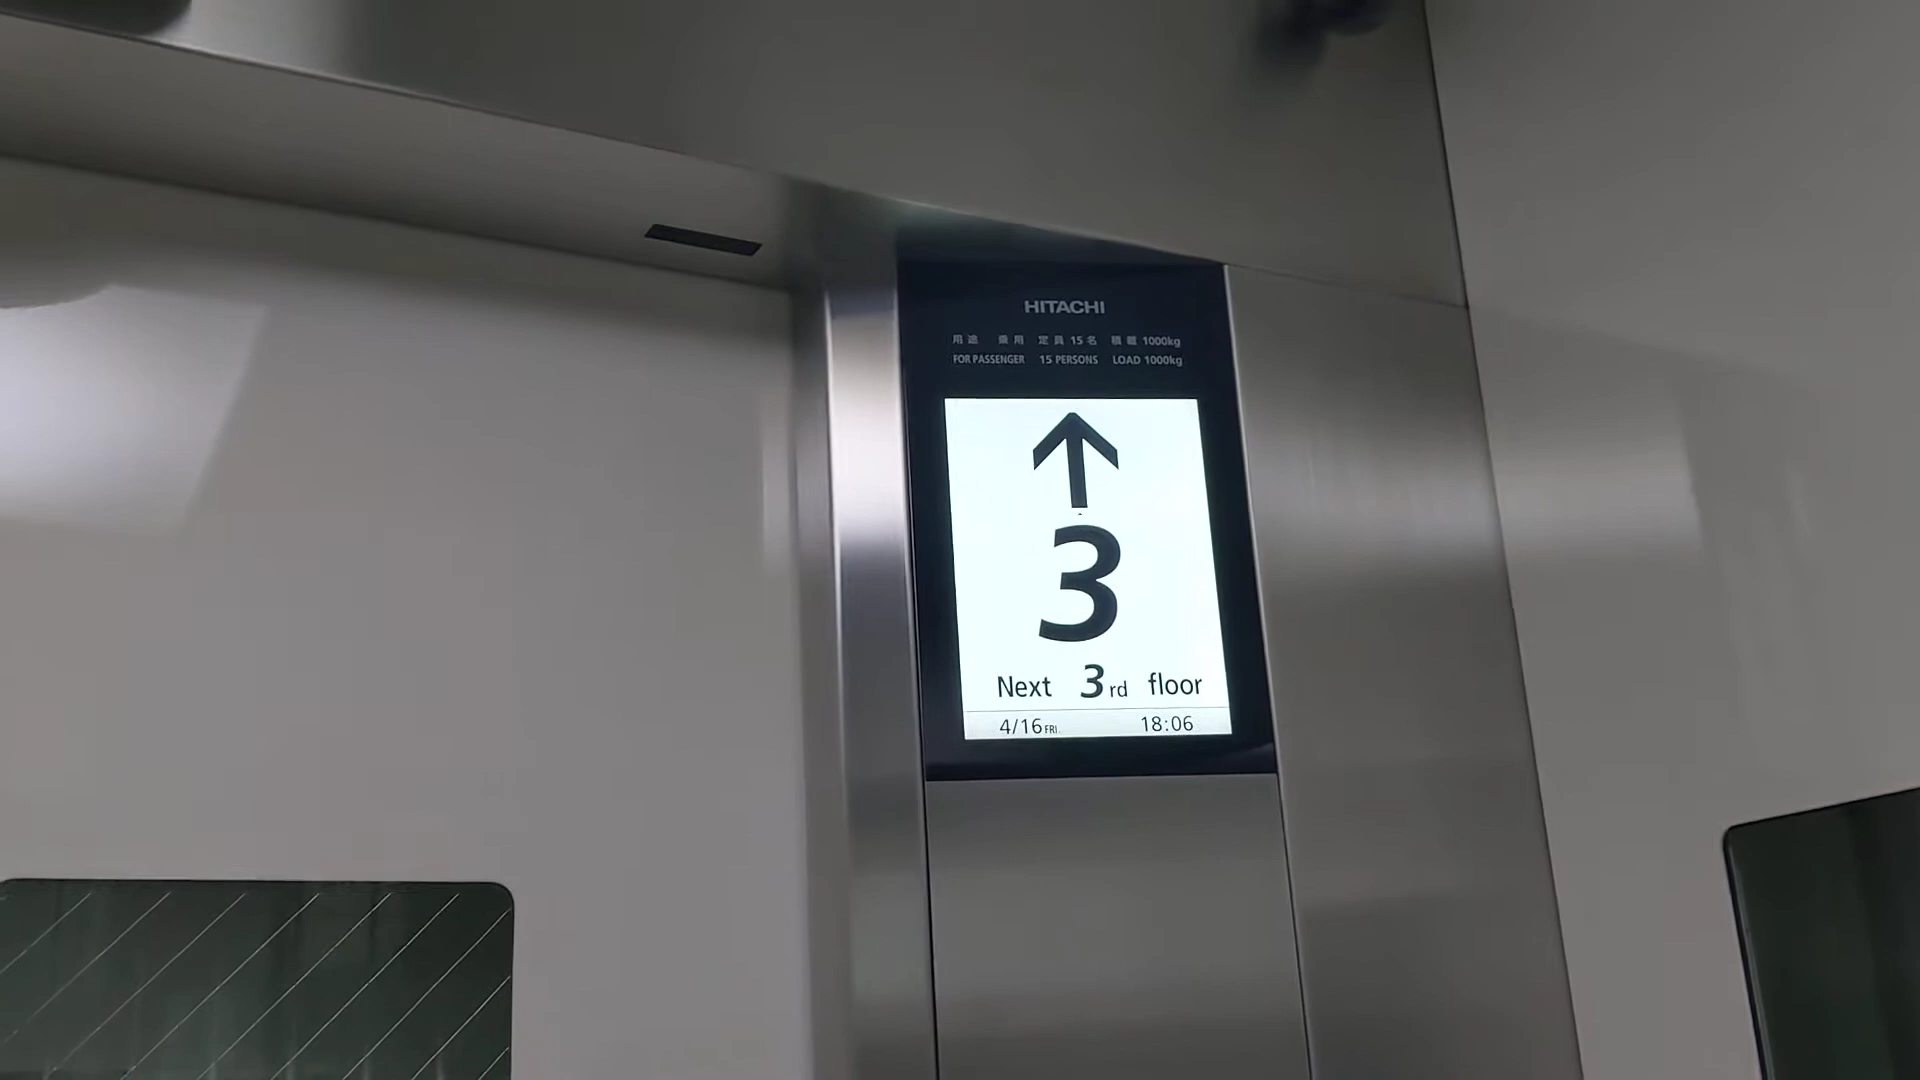 HITACHI
用途 乗用 定員 15名 積載 1000kg
FOR PASSENGER 15 PERSONS LOAD 1000kg
3
Next 3rd floor
4/16 FRI. 18:06